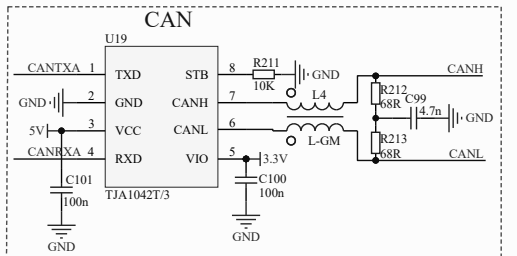 CAN
U19
CANTXA 1 TXD STB 8 R211 10K GND
GND 2 GND CANH 7 L4
5V 3 VCC CANL 6 L-GM
CANRXA 4 RXD VIO 5 3.3V
TJA1042T/3
C101
100n
GND
C100
100n
GND
CANH
R212
68R
C99
4.7n
GND
R213
68R
CANL